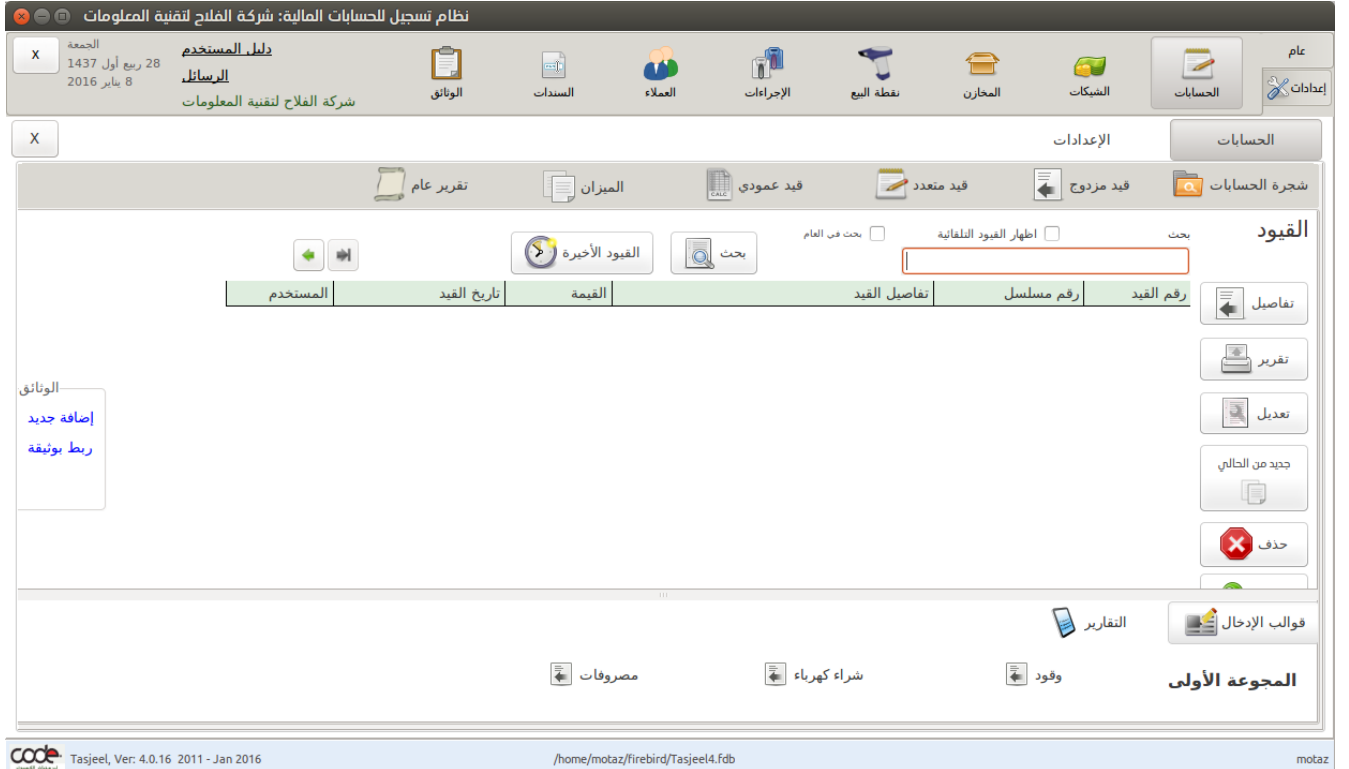 نظام تسجيل للحسابات المالية: شركة الفلاح لتقنية المعلومات
عام
إعدادات
الحسابات
الشيكات
المخازن
نقطة البيع
الإجراءات
العملاء
السندات
الوثائق
دليل المستخدم
الرسائل
شركة الفلاح لتقنية المعلومات
الجمعة
28 ربيع أول 1437
8 يناير 2016
X
الحسابات
الإعدادات
X
شجرة الحسابات
قيد مزدوج
قيد متعدد
قيد عمودي
CALC
الميزان
تقرير عام
القيود
بحث
اظهار القيود التلقائية
بحث في العام
بحث
القيود الأخيرة
رقم القيد
رقم مسلسل
تفاصيل القيد
القيمة
تاريخ القيد
المستخدم
تفاصيل
تقرير
تعديل
جديد من الحالي
حذف
الوثائق
إضافة جديد
ربط بوثيقة
قوالب الإدخال
التقارير
المجوعة الأولى
وقود
شراء كهرباء
مصروفات
code
Tasjeel, Ver: 4.0.16 2011 - Jan 2016
/home/motaz/firebird/Tasjeel4.fdb
motaz